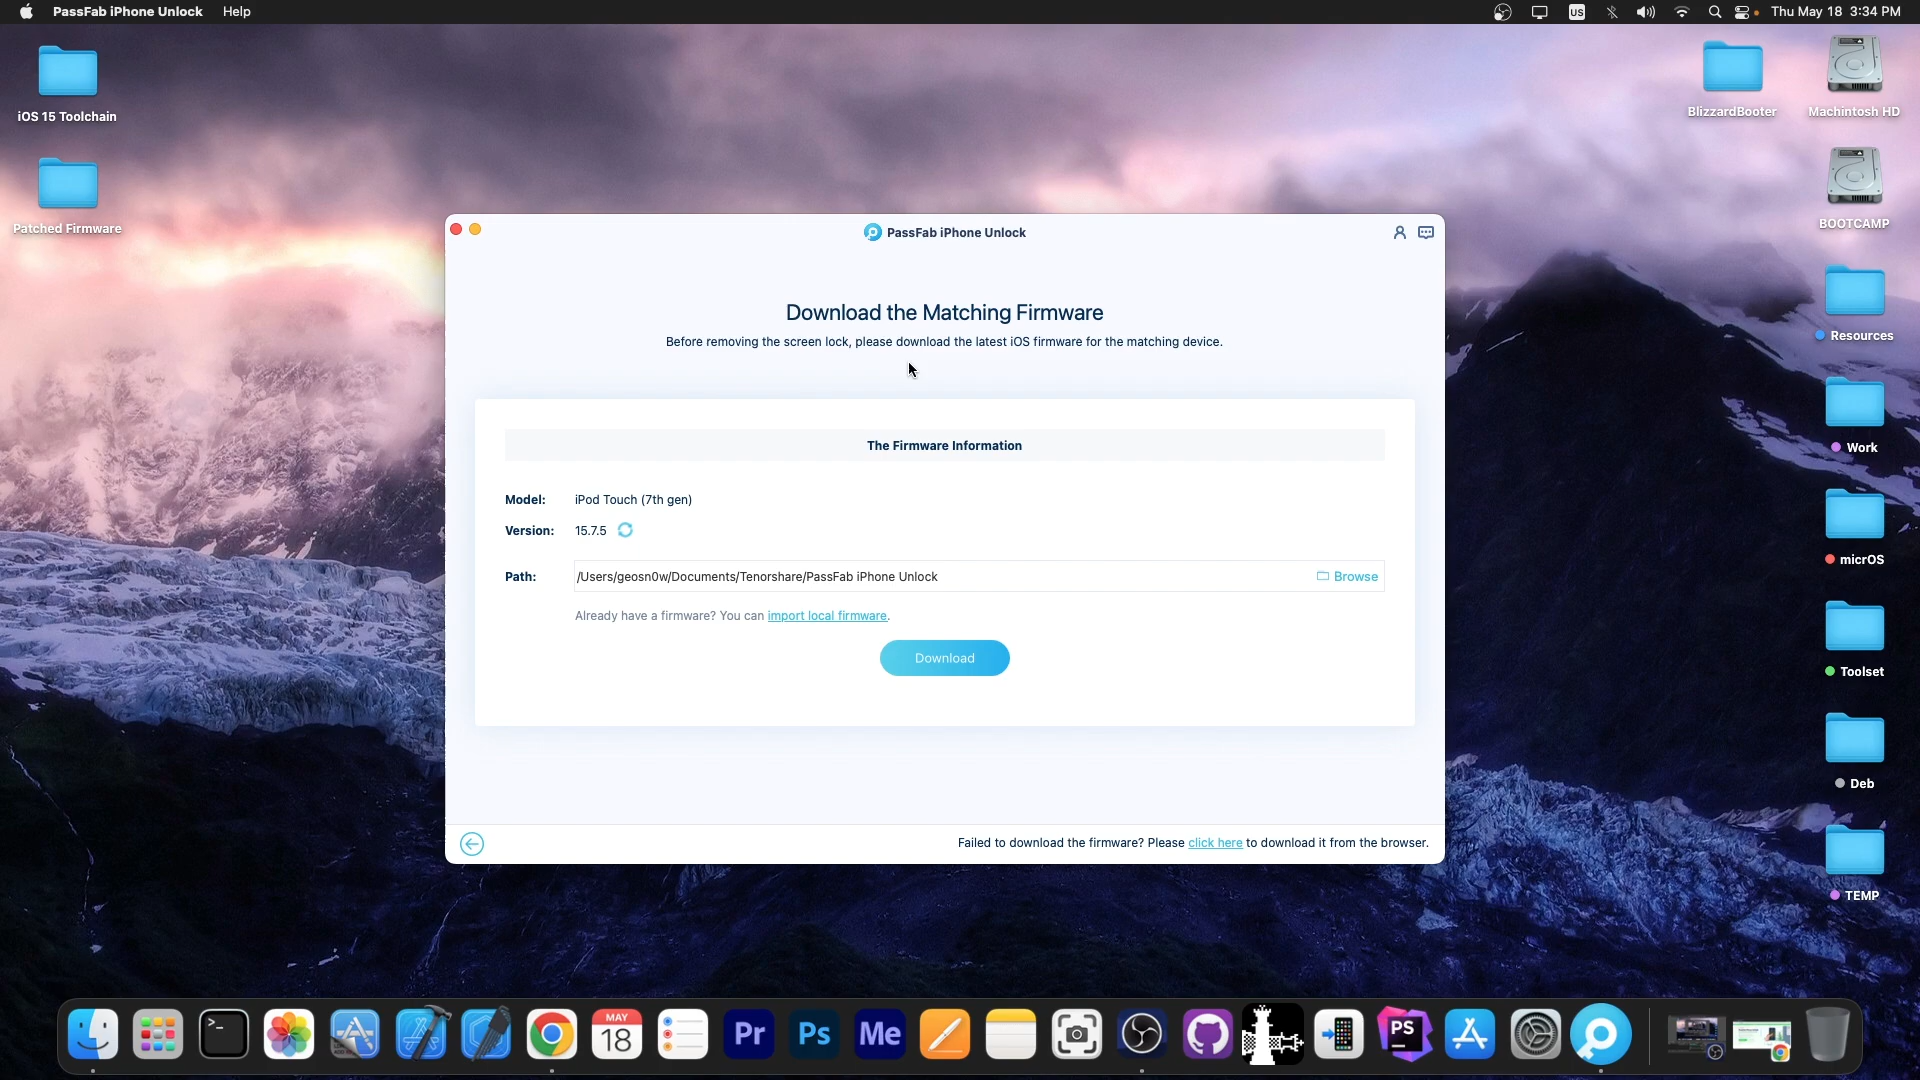 PassFab iPhone Unlock Help US Thu May 18 3:34 PM
iOS 15 Toolchain
Patched Firmware
BlizzardBooter
Machintosh HD
BOOTCAMP
Resources
Work
micrOS
Toolset
Deb
TEMP
PassFab iPhone Unlock
Download the Matching Firmware
Before removing the screen lock, please download the latest iOS firmware for the matching device.
The Firmware Information
Model: iPod Touch (7th gen)
Version: 15.7.5
Path: /Users/geosn0w/Documents/Tenorshare/PassFab iPhone Unlock Browse
Already have a firmware? You can import local firmware.
Download
Failed to download the firmware? Please click here to download it from the browser.
>_
MAY
18
Pr
Ps
Me
PS